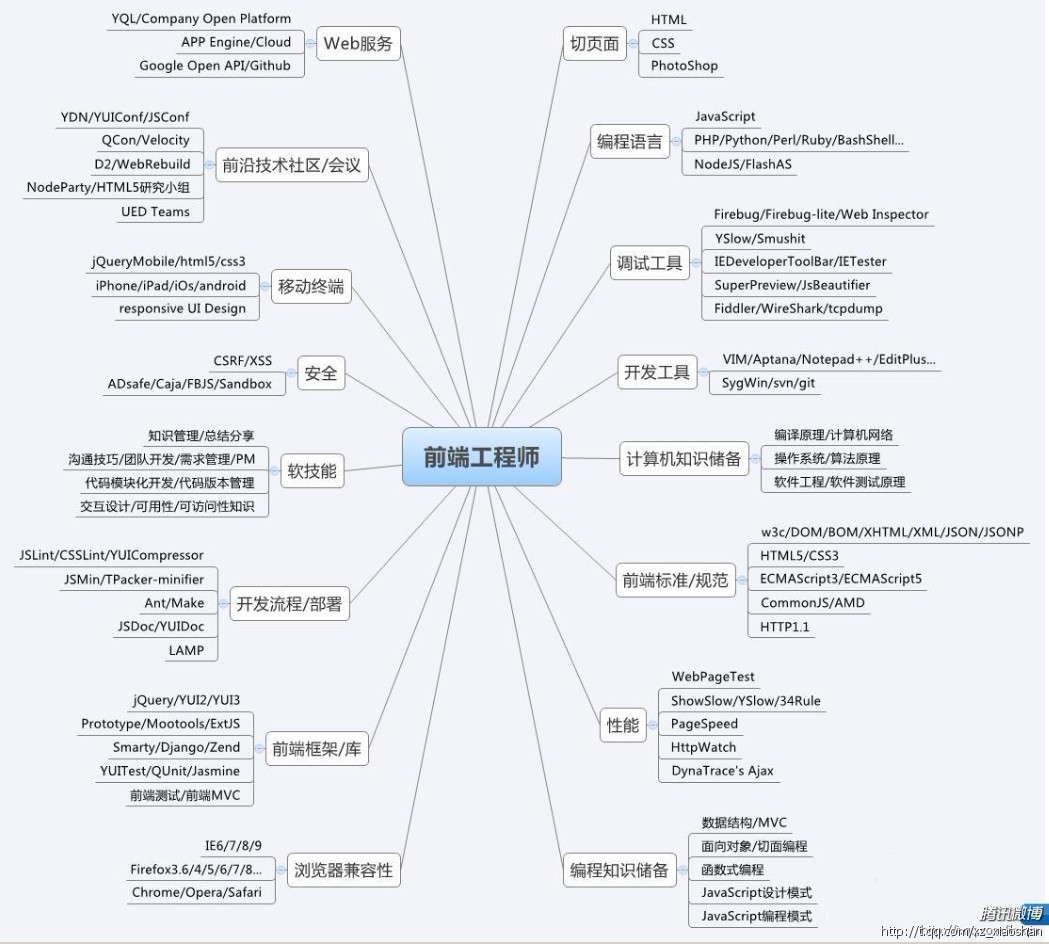 前端工程师
Web服务
YQL/Company Open Platform
APP Engine/Cloud
Google Open API/Github
前沿技术社区/会议
YDN/YUIConf/JSConf
QCon/Velocity
D2/WebRebuild
NodeParty/HTML5研究小组
UED Teams
移动终端
jQueryMobile/html5/css3
iPhone/iPad/iOs/android
responsive UI Design
安全
CSRF/XSS
ADsafe/Caja/FBJS/Sandbox
软技能
知识管理/总结分享
沟通技巧/团队开发/需求管理/PM
代码模块化开发/代码版本管理
交互设计/可用性/可访问性知识
开发流程/部署
JSLint/CSSLint/YUICompressor
JSMin/TPacker-minifier
Ant/Make
JSDoc/YUIDoc
LAMP
前端框架/库
jQuery/YUI2/YUI3
Prototype/Mootools/ExtJS
Smarty/Django/Zend
YUITest/QUnit/Jasmine
前端测试/前端MVC
浏览器兼容性
IE6/7/8/9
Firefox3.6/4/5/6/7/8...
Chrome/Opera/Safari
切页面
HTML
CSS
PhotoShop
编程语言
JavaScript
PHP/Python/Perl/Ruby/BashShell...
NodeJS/FlashAS
调试工具
Firebug/Firebug-lite/Web Inspector
YSlow/Smushit
IEDeveloperToolBar/IETester
SuperPreview/JsBeautifier
Fiddler/WireShark/tcpdump
开发工具
VIM/Aptana/Notepad++/EditPlus...
SygWin/svn/git
计算机知识储备
编译原理/计算机网络
操作系统/算法原理
软件工程/软件测试原理
前端标准/规范
w3c/DOM/BOM/XHTML/XML/JSON/JSONP
HTML5/CSS3
ECMAScript3/ECMAScript5
CommonJS/AMD
HTTP1.1
性能
WebPageTest
ShowSlow/YSlow/34Rule
PageSpeed
HttpWatch
DynaTrace's Ajax
编程知识储备
数据结构/MVC
面向对象/切面编程
函数式编程
JavaScript设计模式
JavaScript编程模式
腾讯微博